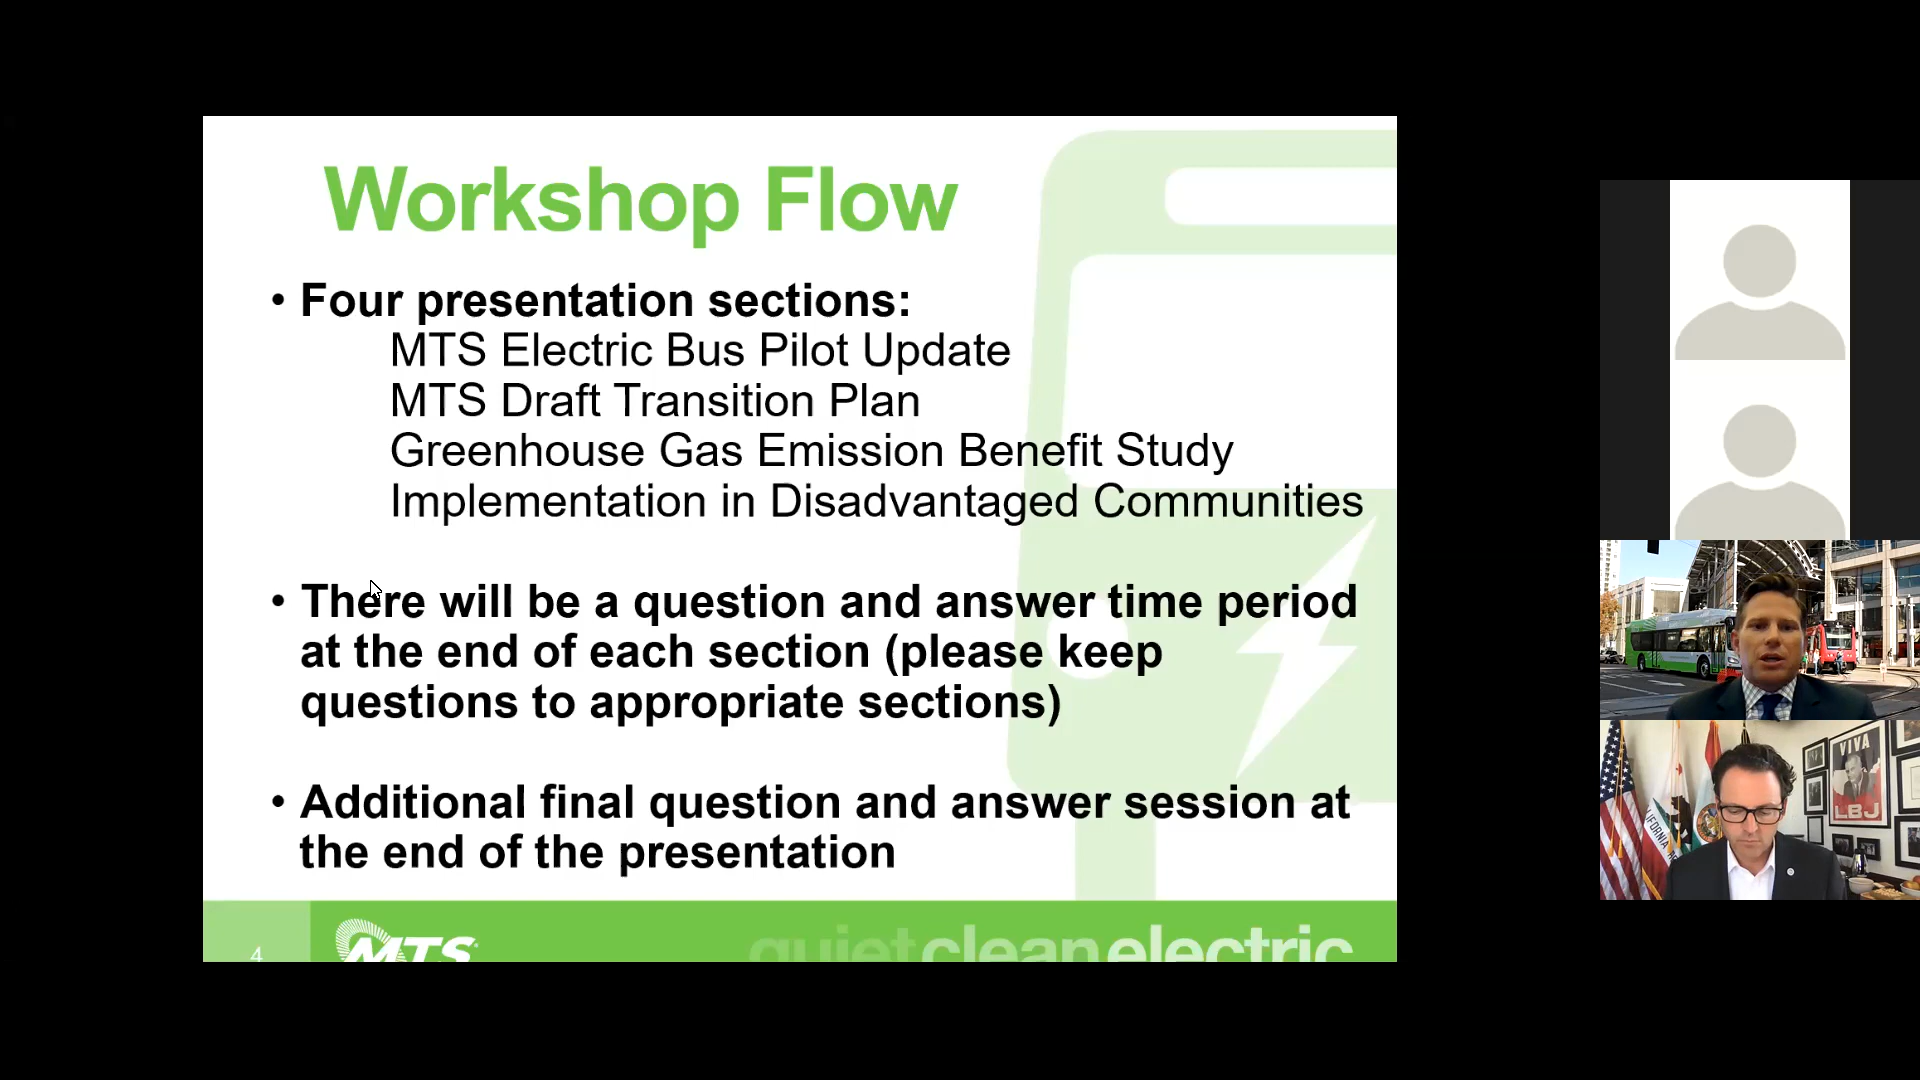 Workshop Flow
• Four presentation sections:
MTS Electric Bus Pilot Update
MTS Draft Transition Plan
Greenhouse Gas Emission Benefit Study
Implementation in Disadvantaged Communities
• There will be a question and answer time period
at the end of each section (please keep
questions to appropriate sections)
• Additional final question and answer session at
the end of the presentation
4
MTS
quiet clean electric
VIVA
LBJ